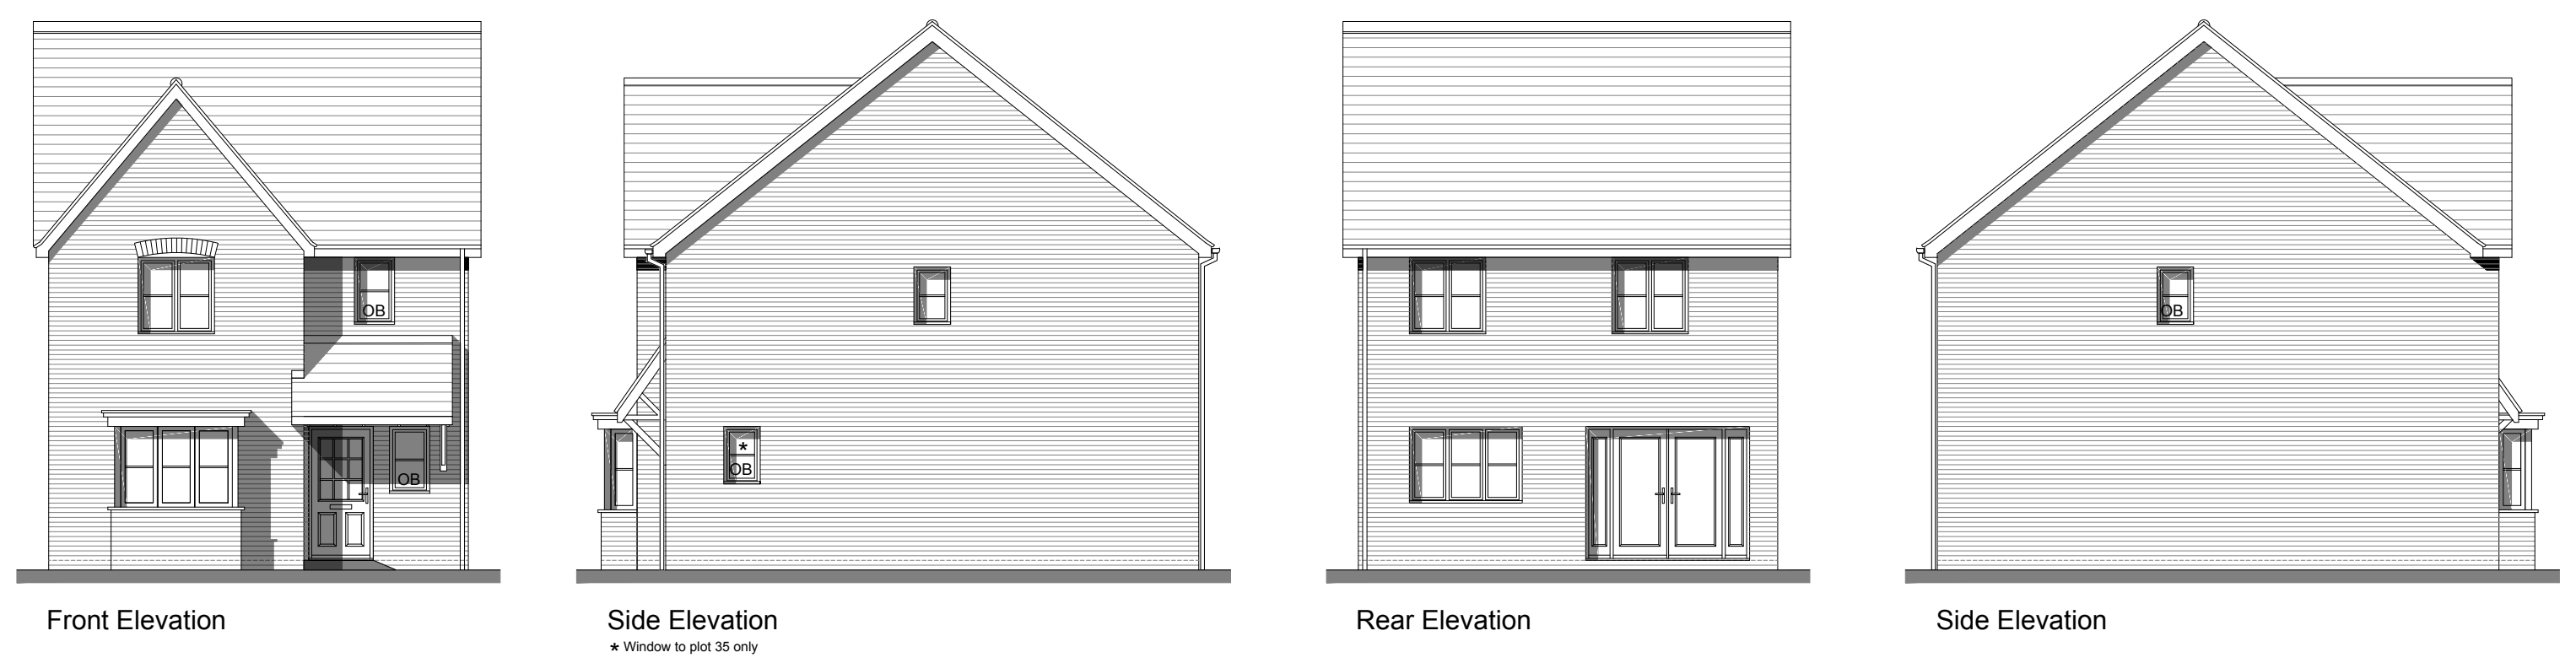 OB
OB
Front Elevation
*
OB
Side Elevation
* Window to plot 35 only
Rear Elevation
OB
Side Elevation